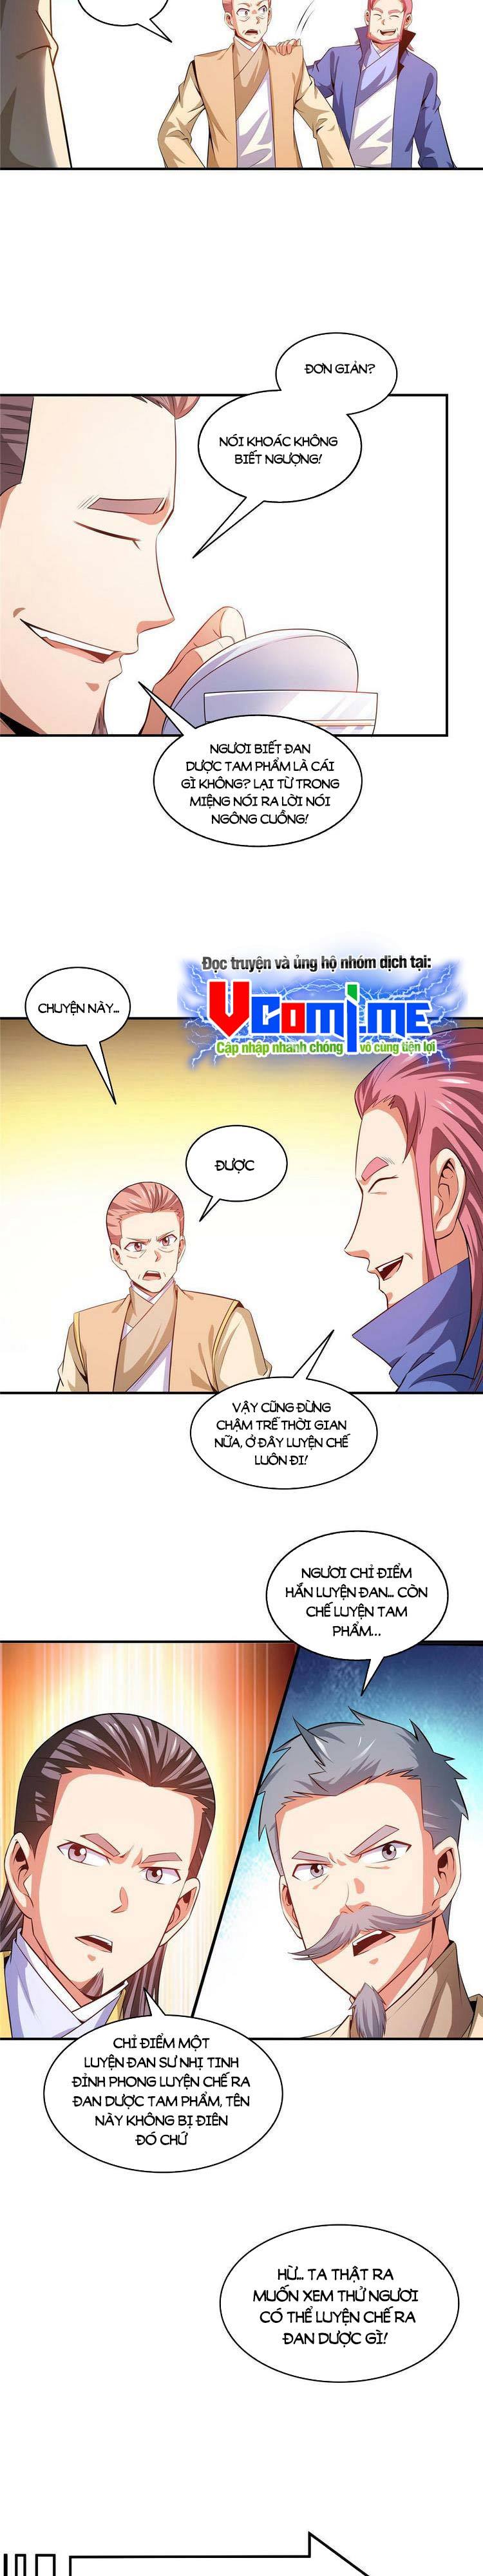 ĐƠN GIẢN?
NÓI KHOÁC KHÔNG
BIẾT NGƯỢNG!
NGƯƠI BIẾT ĐAN
DƯỢC TAM PHẨM LÀ CÁI
GÌ KHÔNG? LẠI TỪ TRONG
MIỆNG NÓI RA LỜI NÓI
NGÔNG CUỒNG!
Đọc truyện và ủng hộ nhóm dịch tại:
VComi.me
Cập nhập nhanh chóng vô cùng tiện lợi
CHUYỆN NÀY...
ĐƯỢC
VẬY CŨNG ĐỪNG
CHẬM TRỄ THỜI GIAN
NỮA, Ở ĐÂY LUYỆN CHẾ
LUÔN ĐI!
NGƯƠI CHỈ ĐIỂM
HẮN LUYỆN ĐAN... CÒN
CHẾ LUYỆN TAM
PHẨM...
CHỈ ĐIỂM MỘT
LUYỆN ĐAN SƯ NHỊ TINH
ĐỈNH PHONG LUYỆN CHẾ RA
ĐAN DƯỢC TAM PHẨM, TÊN
NÀY KHÔNG BỊ ĐIÊN
ĐÓ CHỨ
HỪ... TA THẬT RA
MUỐN XEM THỬ NGƯƠI
CÓ THỂ LUYỆN CHẾ RA
ĐAN DƯỢC GÌ!